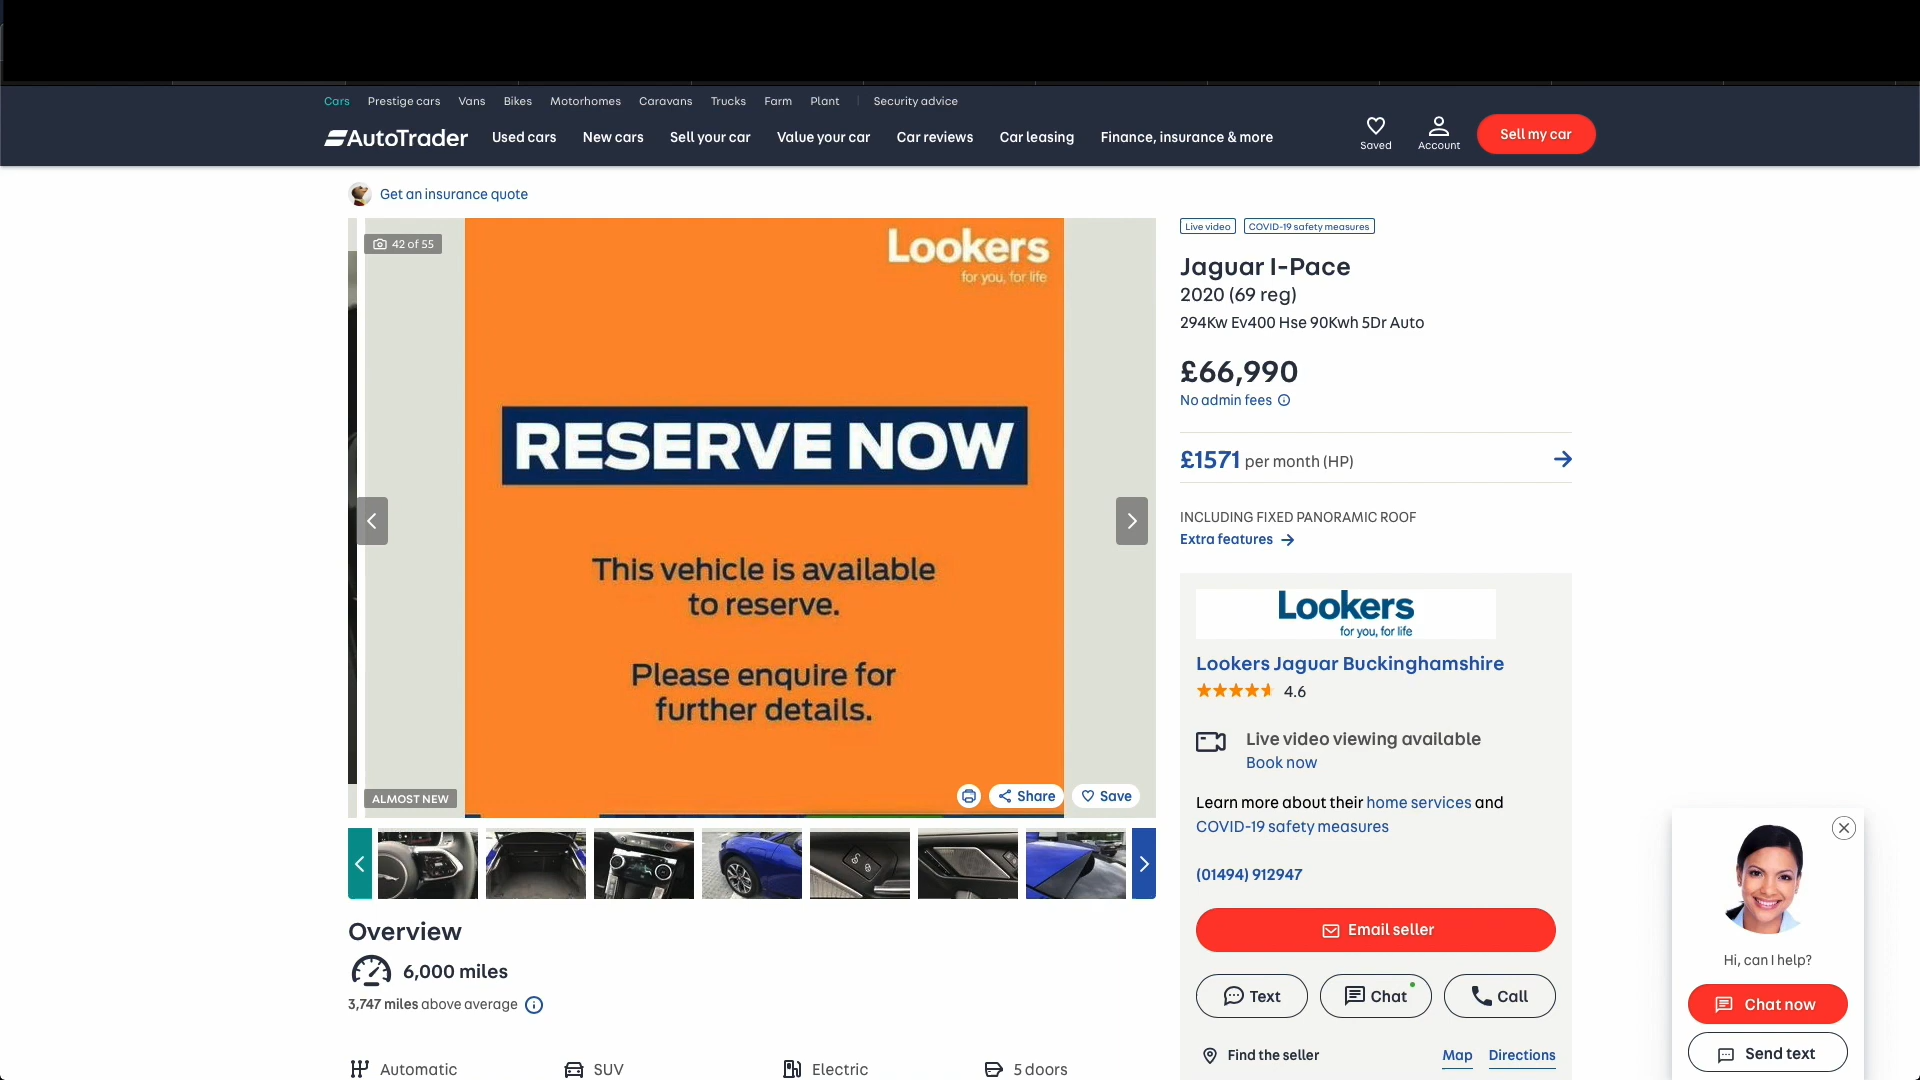 Cars Prestige cars Vans Bikes Motorhomes Caravans Trucks Farm Plant Security advice
AutoTrader Used cars New cars Sell your car Value your car Car reviews Car leasing Finance, insurance & more Saved Account Sell my car
Get an insurance quote
42 of 55
Lookers
for you, for life
RESERVE NOW
This vehicle is available
to reserve.
Please enquire for
further details.
ALMOST NEW
Share
Save
Overview
6,000 miles
3,747 miles above average
Automatic SUV Electric 5 doors
Live video COVID-19 safety measures
Jaguar I-Pace
2020 (69 reg)
294Kw Ev400 Hse 90Kwh 5Dr Auto
£66,990
No admin fees
£1571 per month (HP)
INCLUDING FIXED PANORAMIC ROOF
Extra features
Lookers
for you, for life
Lookers Jaguar Buckinghamshire
4.6
Live video viewing available
Book now
Learn more about their home services and
COVID-19 safety measures
(01494) 912947
Email seller
Text Chat Call
Find the seller Map Directions
Hi, can I help?
Chat now
Send text